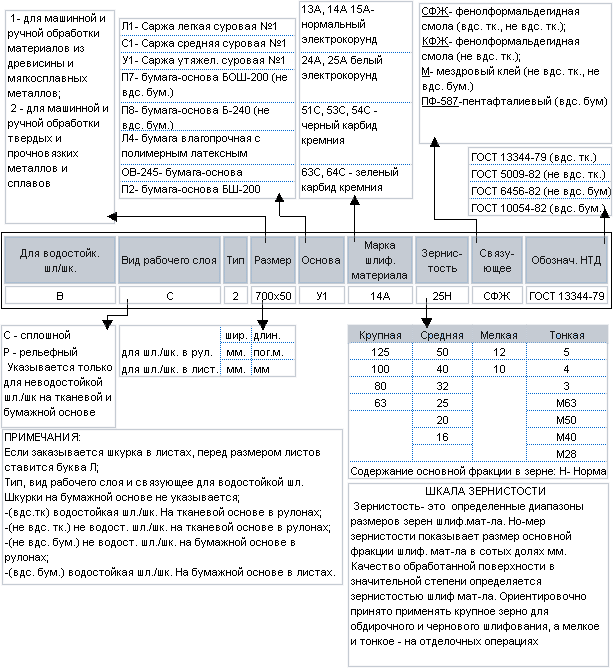 1- для машинной и
ручной обработки
материалов из
древисины и
мягкосплавных
металлов;
2 - для машинной и
ручной обработки
твердых и
прочновязких
металлов и
сплавов
Л1- Саржа легкая суровая №1
С1- Саржа средняя суровая №1
У1- Саржа утяжел. суровая №1
П7- бумага-основа БОШ-200 (не
вдс. бум.)
П8- бумага-основа Б-240 (не
вдс. бум.)
Л4- бумага влагопрочная с
полимерным латексным
ОВ-245- бумага-основа
П2- бумага-основа БШ-200
13А, 14А 15А-
нормальный
электрокорунд
24А, 25А белый
электрокорунд
51С, 53С, 54С -
черный карбид
кремния
63С, 64С - зеленый
карбид кремния
СФЖ- фенолформальдегидная
смола (вдс. тк., не вдс. тк.);
КФЖ- фенолформальдегидная
смола (не вдс. тк.);
М- мездровый клей (не вдс. тк., не
вдс. бум.)
ПФ-587-пентафталиевый (вдс. бум)
ГОСТ 13344-79 (вдс. тк.)
ГОСТ 5009-82 (не вдс. тк.)
ГОСТ 6456-82 (не вдс. бум)
ГОСТ 10054-82 (вдс. бум.)
Для водостойк. шл/шк.
Вид рабочего слоя
Тип
Размер
Основа
Марка шлиф. материала
Зернис-тость
Связу-ющее
Обознач. НТД
В
С
2
700х50
У1
14А
25Н
СФЖ
ГОСТ 13344-79
С - сплошной
Р - рельефный
Указывается только
для неводостойкой
шл./шк на тканевой и
бумажной основе
шир. длин.
для шл./шк. в рул. мм. пог.м.
для шл./шк. в лист. мм. мм
Крупная Средняя Мелкая Тонкая
125 50 12 5
100 40 10 4
80 32 3
63 25 М63
20 М50
16 М40
М28
Содержание основной фракции в зерне: Н- Норма
ПРИМЕЧАНИЯ:
Если заказывается шкурка в листах, перед размером листов
ставится буква Л;
Тип, вид рабочего слоя и связующее для водостойкой шл.
Шкурки на бумажной основе не указывается;
-(вдс.тк) водостойкая шл./шк. На тканевой основе в рулонах;
-(не вдс. тк.) не водост. шл./шк. на тканевой основе в рулонах;
-(не вдс. бум.) не водост. шл./шк. на бумажной основе в
рулонах;
-(вдс. бум.) водостойкая шл./шк. На бумажной основе в листах.
ШКАЛА ЗЕРНИСТОСТИ
Зернистость- это определенные диапазоны
размеров зерен шлиф.мат-ла. Но-мер
зернистости показывает размер основной
фракции шлиф. мат-ла в сотых долях мм.
Качество обработанной поверхности в
значительной степени определяется
зернистостью шлиф мат-ла. Ориентировочно
принято применять крупное зерно для
обдирочного и чернового шлифования, а мелкое
и тонкое - на отделочных операциях